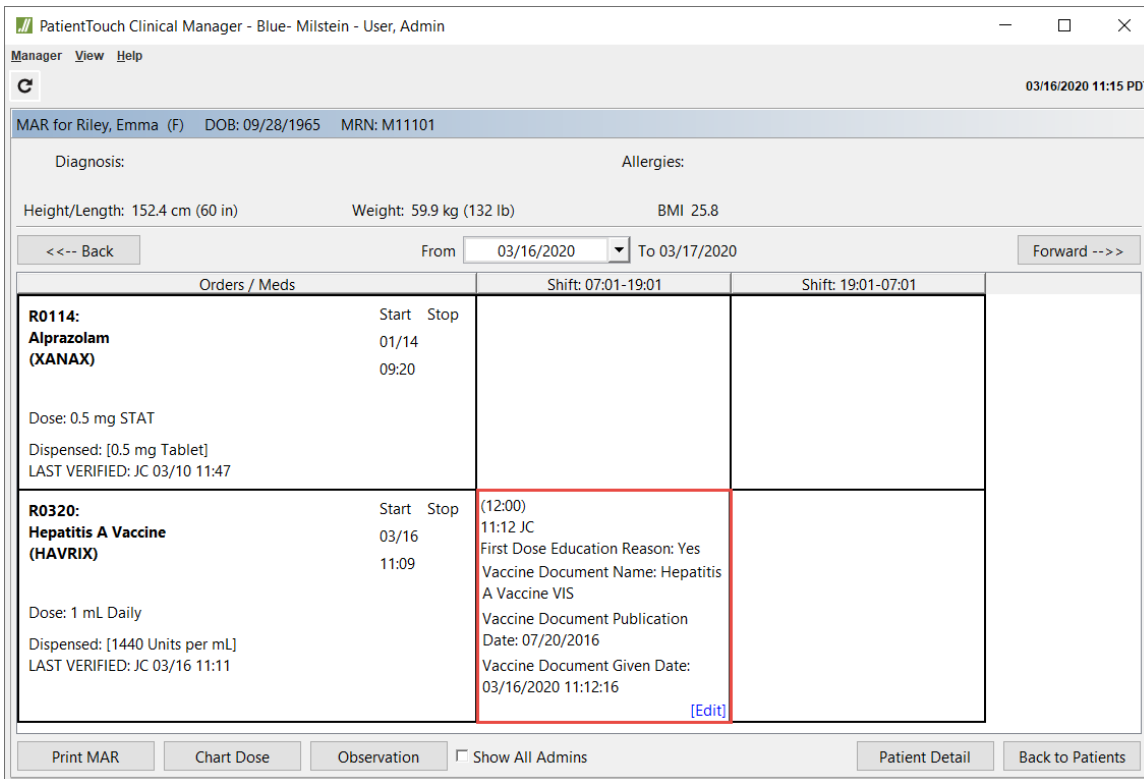 PatientTouch Clinical Manager - Blue- Milstein - User, Admin
Manager View Help
03/16/2020 11:15 PD
MAR for Riley, Emma (F) DOB: 09/28/1965 MRN: M11101
Diagnosis: Allergies:
Height/Length: 152.4 cm (60 in) Weight: 59.9 kg (132 lb) BMI 25.8
<<-- Back From 03/16/2020 To 03/17/2020 Forward -->>
Orders / Meds Shift: 07:01-19:01 Shift: 19:01-07:01
R0114: Start Stop
Alprazolam 01/14
(XANAX) 09:20
Dose: 0.5 mg STAT
Dispensed: [0.5 mg Tablet]
LAST VERIFIED: JC 03/10 11:47
R0320: Start Stop
Hepatitis A Vaccine 03/16
(HAVRIX) 11:09
Dose: 1 mL Daily
Dispensed: [1440 Units per mL]
LAST VERIFIED: JC 03/16 11:11
(12:00)
11:12 JC
First Dose Education Reason: Yes
Vaccine Document Name: Hepatitis
A Vaccine VIS
Vaccine Document Publication
Date: 07/20/2016
Vaccine Document Given Date:
03/16/2020 11:12:16
[Edit]
Print MAR Chart Dose Observation Show All Admins Patient Detail Back to Patients